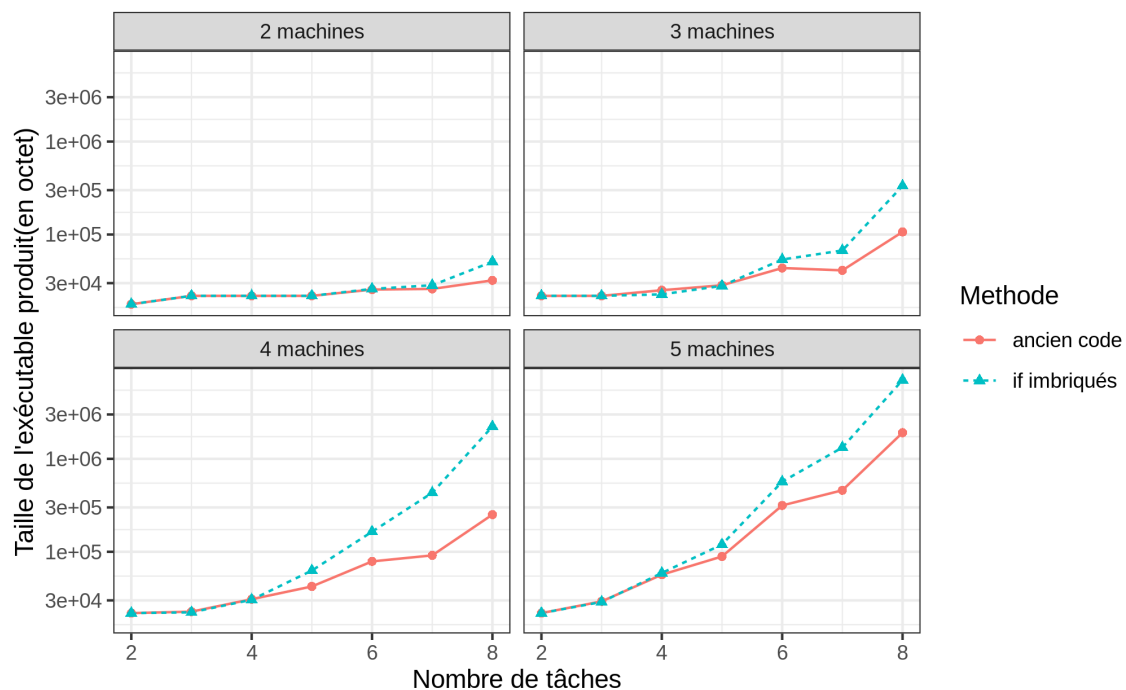 2 machines
3 machines
3e+06
1e+06
3e+05
1e+05
3e+04
4 machines
5 machines
3e+06
1e+06
3e+05
1e+05
3e+04
2 4 6 8
2 4 6 8
Nombre de tâches
Taille de l'exécutable produit(en octet)
Methode
ancien code
if imbriqués